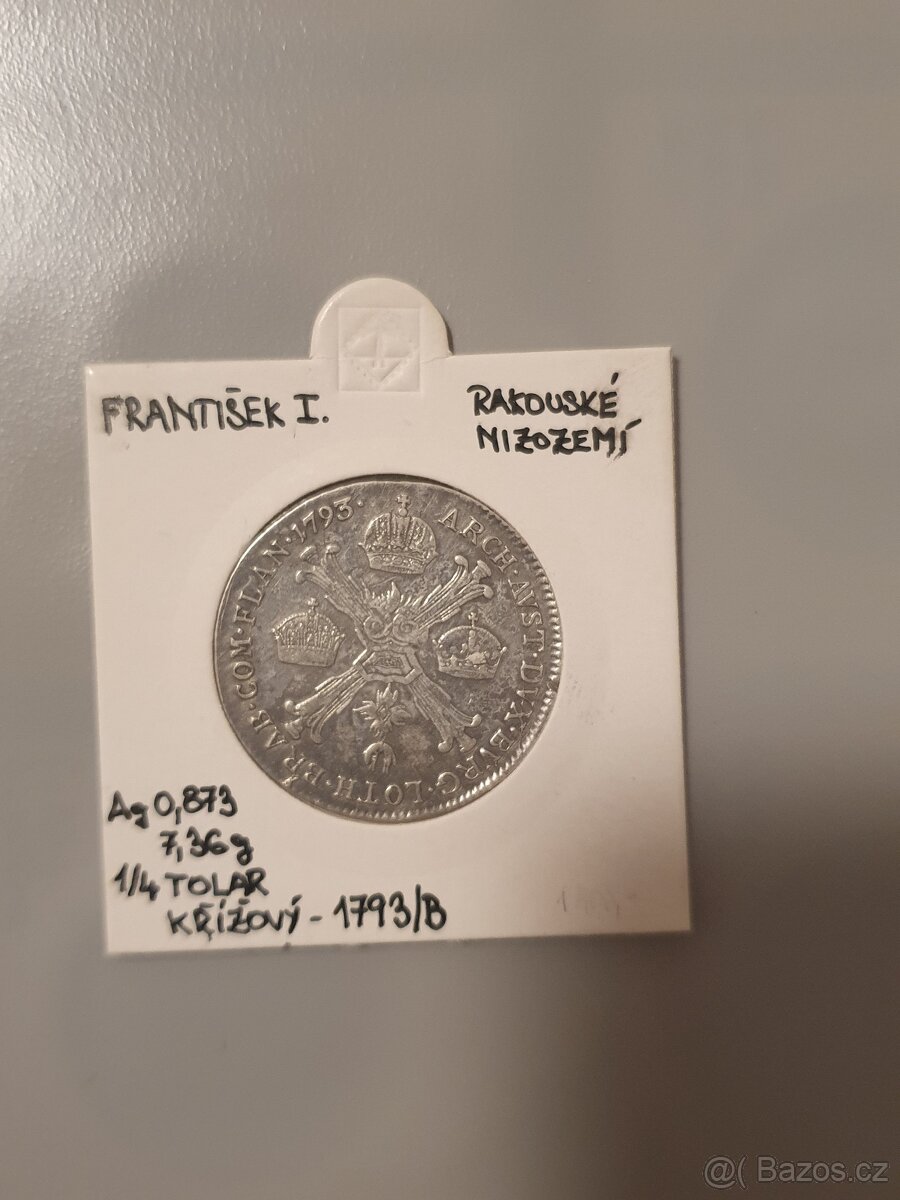 FRANTIŠEK I.
RAKOUSKÉ
NIZOZEMÍ
ARCH·AVST·DVX·BVRG·LOTH·BRAB·COM·FLAN·1793·
Ag 0,873
7,36g
1/4 TOLAR
KŘÍŽOVÝ - 1793/B
@( Bazos.cz